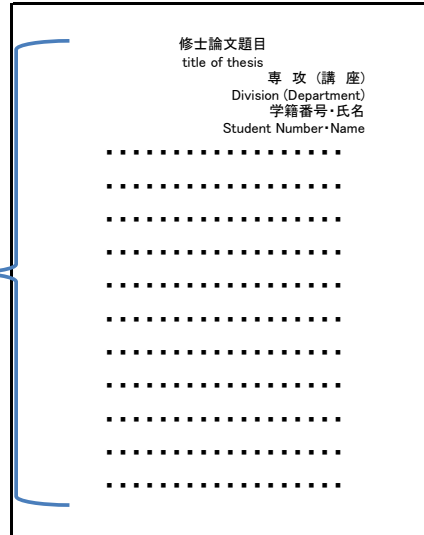 修士論文題目
title of thesis
専　攻（講　座）
Division (Department)
学籍番号・氏名
Student Number・Name